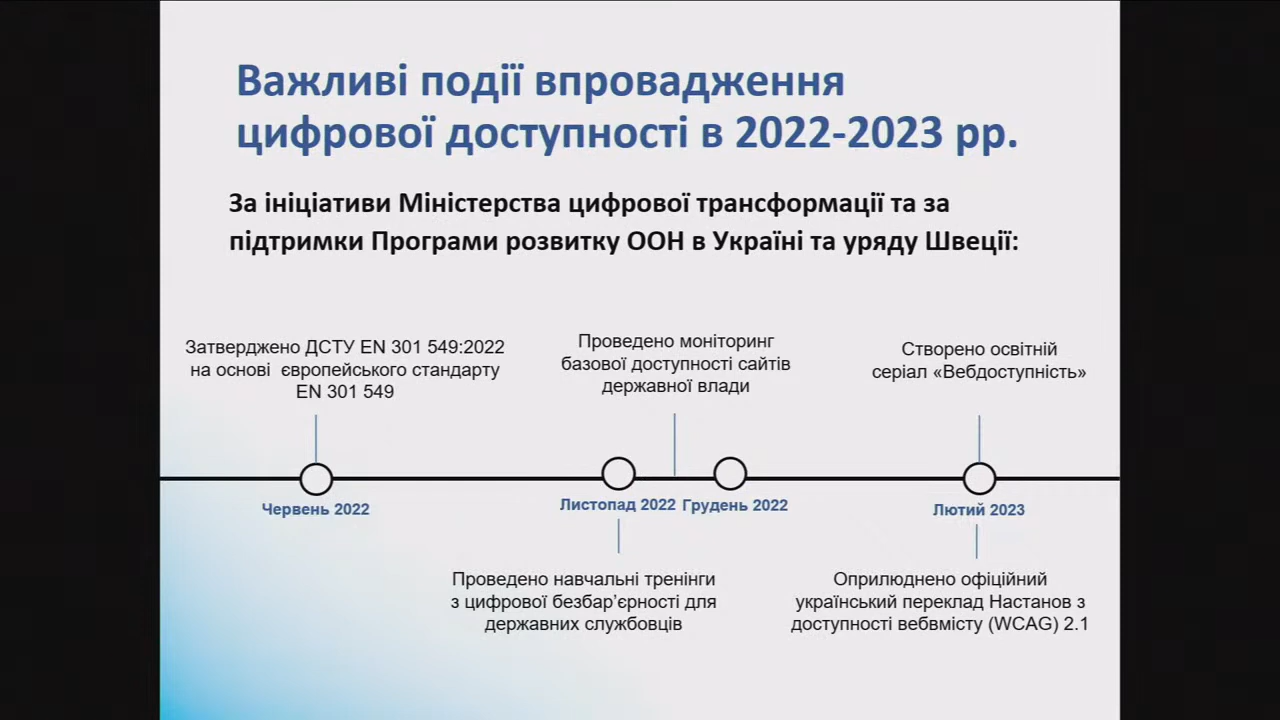 Важливі події впровадження
цифрової доступності в 2022-2023 рр.
За ініціативи Міністерства цифрової трансформації та за
підтримки Програми розвитку ООН в Україні та уряду Швеції:
Затверджено ДСТУ EN 301 549:2022
на основі європейського стандарту
EN 301 549
Проведено моніторинг
базової доступності сайтів
державної влади
Створено освітній
серіал «Вебдоступність»
Червень 2022
Листопад 2022
Грудень 2022
Лютий 2023
Проведено навчальні тренінги
з цифрової безбар’єрності для
державних службовців
Оприлюднено офіційний
український переклад Настанов з
доступності вебвмісту (WCAG) 2.1